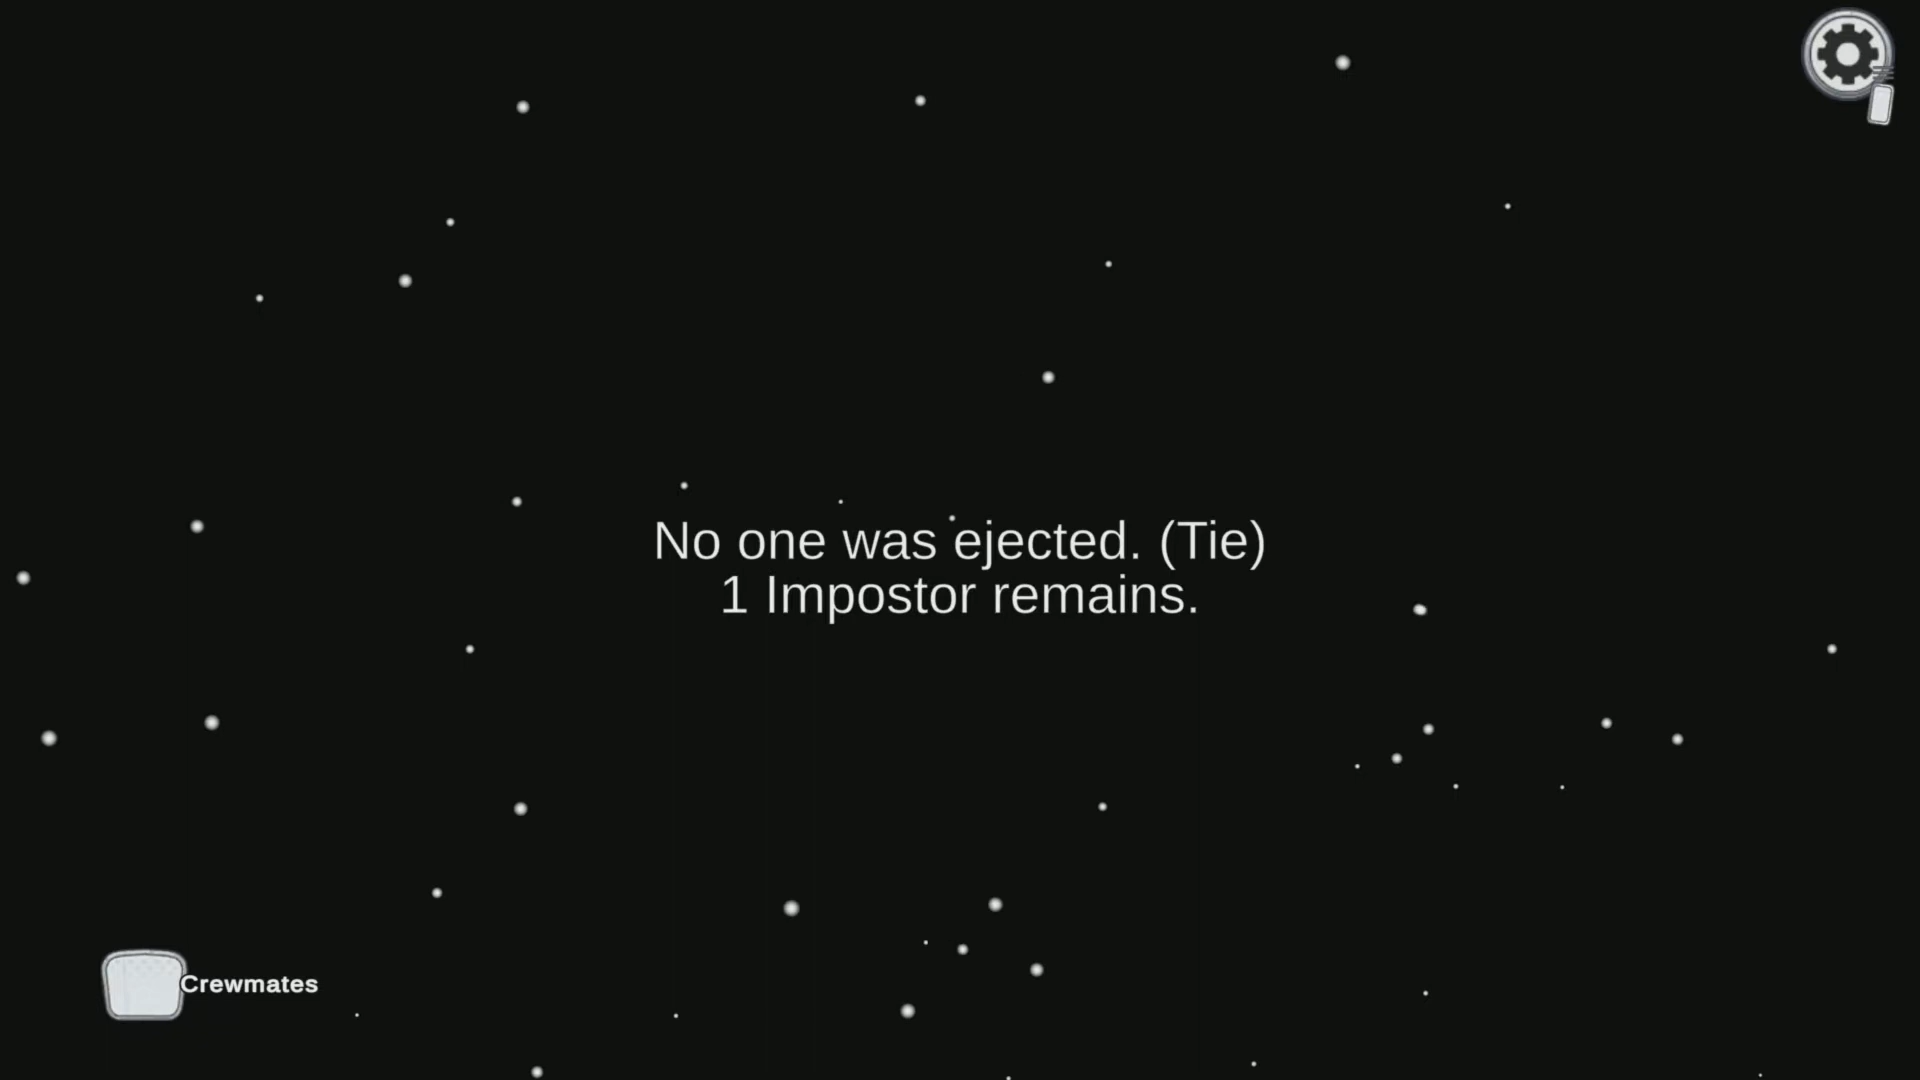 No one was ejected. (Tie)
1 Impostor remains.
Crewmates